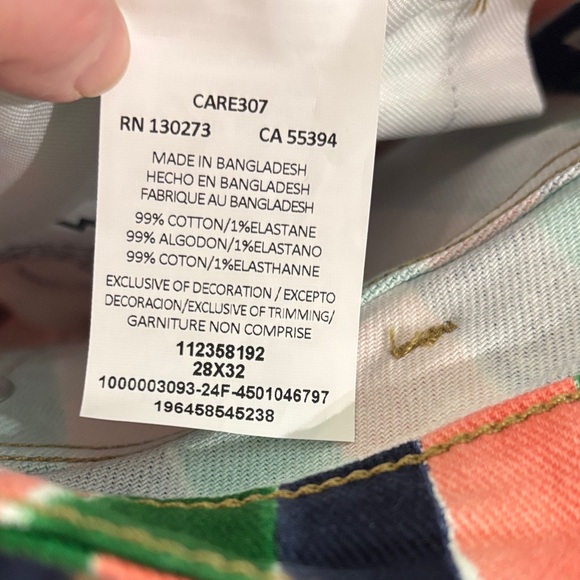 CARE307
RN 130273 CA 55394
MADE IN BANGLADESH
HECHO EN BANGLADESH
FABRIQUE AU BANGLADESH
99% COTTON/1%ELASTANE
99% ALGODON/1%ELASTANO
99% COTON/1%ELASTHANNE
EXCLUSIVE OF DECORATION / EXCEPTO
DECORACION/EXCLUSIVE OF TRIMMING/
GARNITURE NON COMPRISE
112358192
28X32
1000003093-24F-4501046797
196458545238